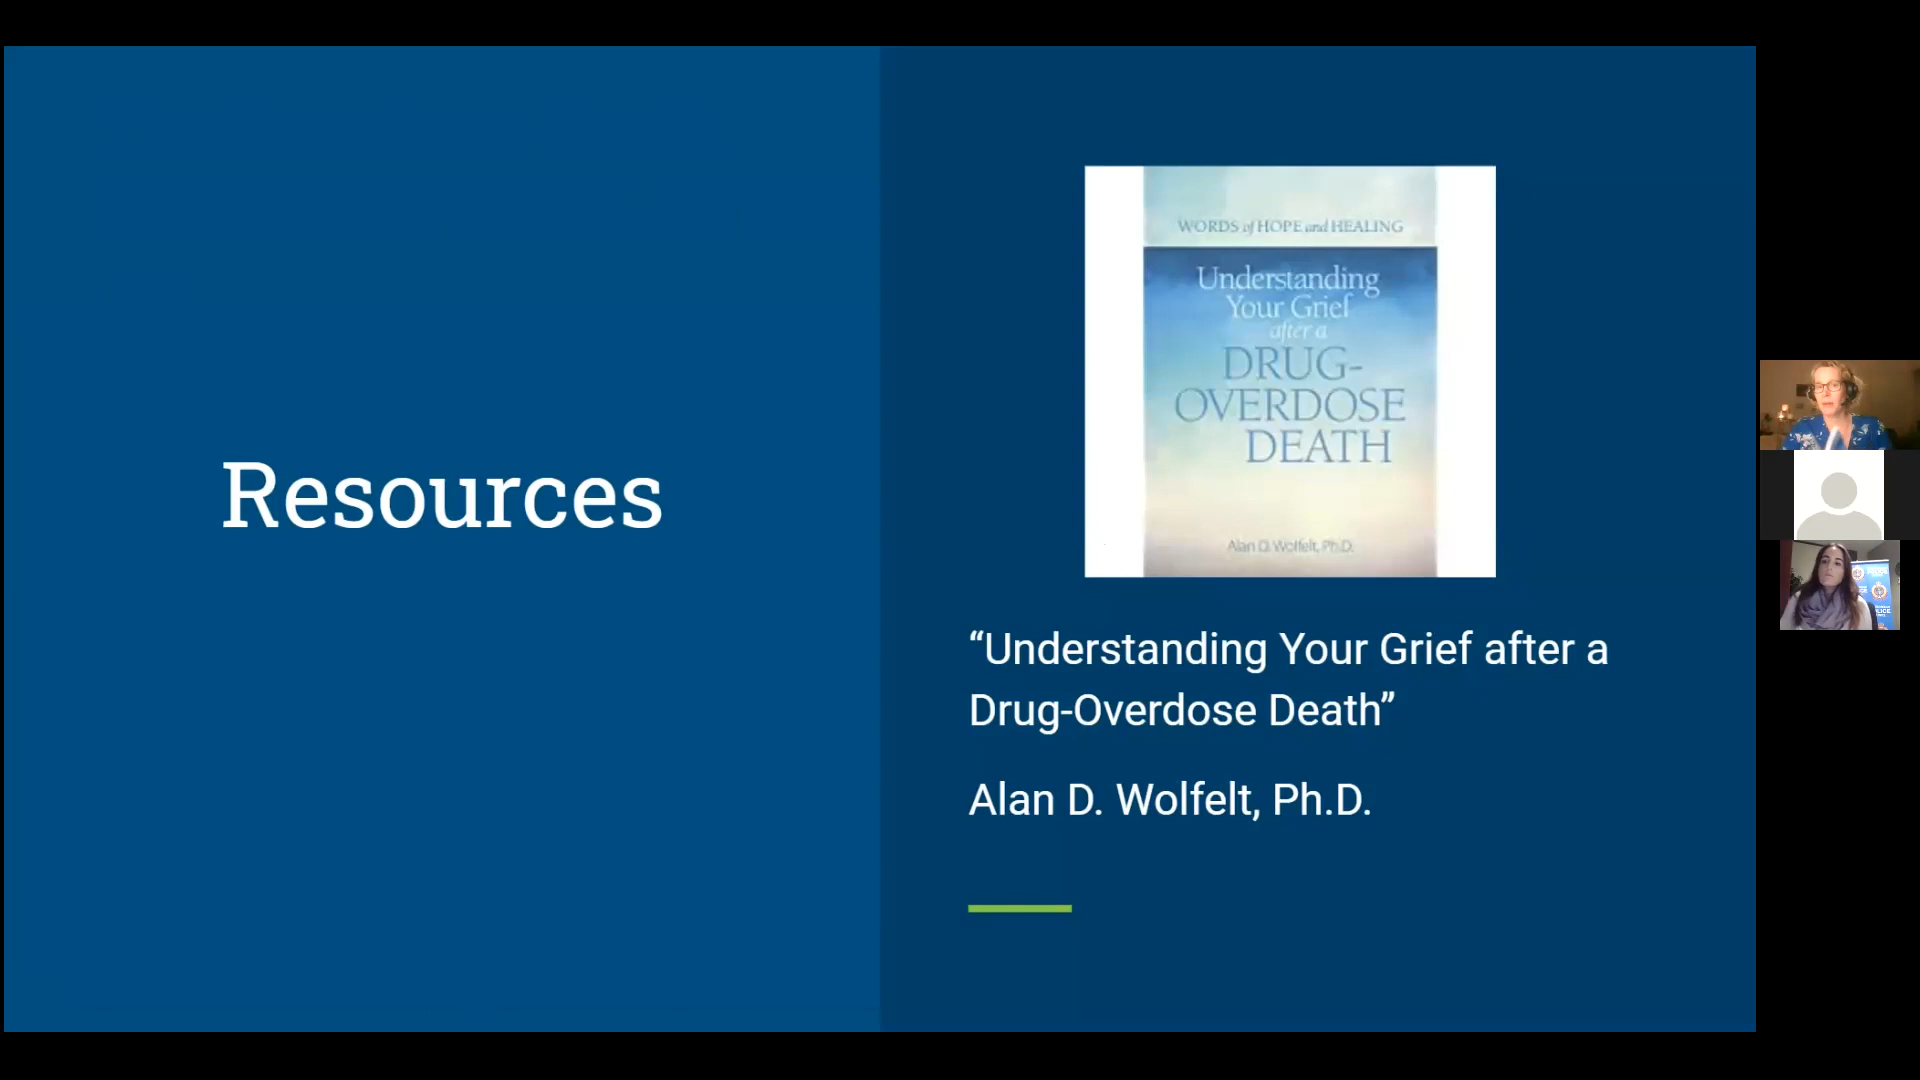 Resources
WORDS of HOPE and HEALING
Understanding
Your Grief
after a
DRUG-
OVERDOSE
DEATH
Alan D. Wolfelt, Ph.D.
“Understanding Your Grief after a
Drug-Overdose Death”
Alan D. Wolfelt, Ph.D.